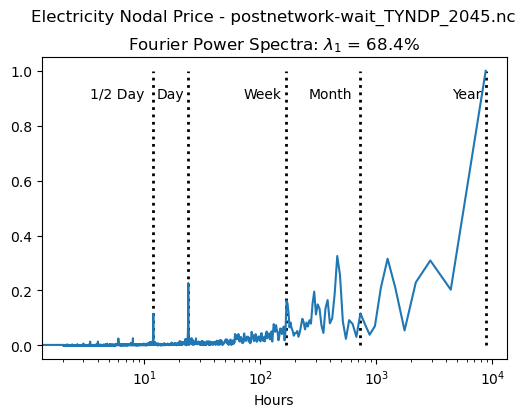 Electricity Nodal Price - postnetwork-wait_TYNDP_2045.nc
Fourier Power Spectra: λ₁ = 68.4%
1.0
1/2 Day
Day
Week
Month
Year
0.8
0.6
0.4
0.2
0.0
10¹
10²
10³
10⁴
Hours